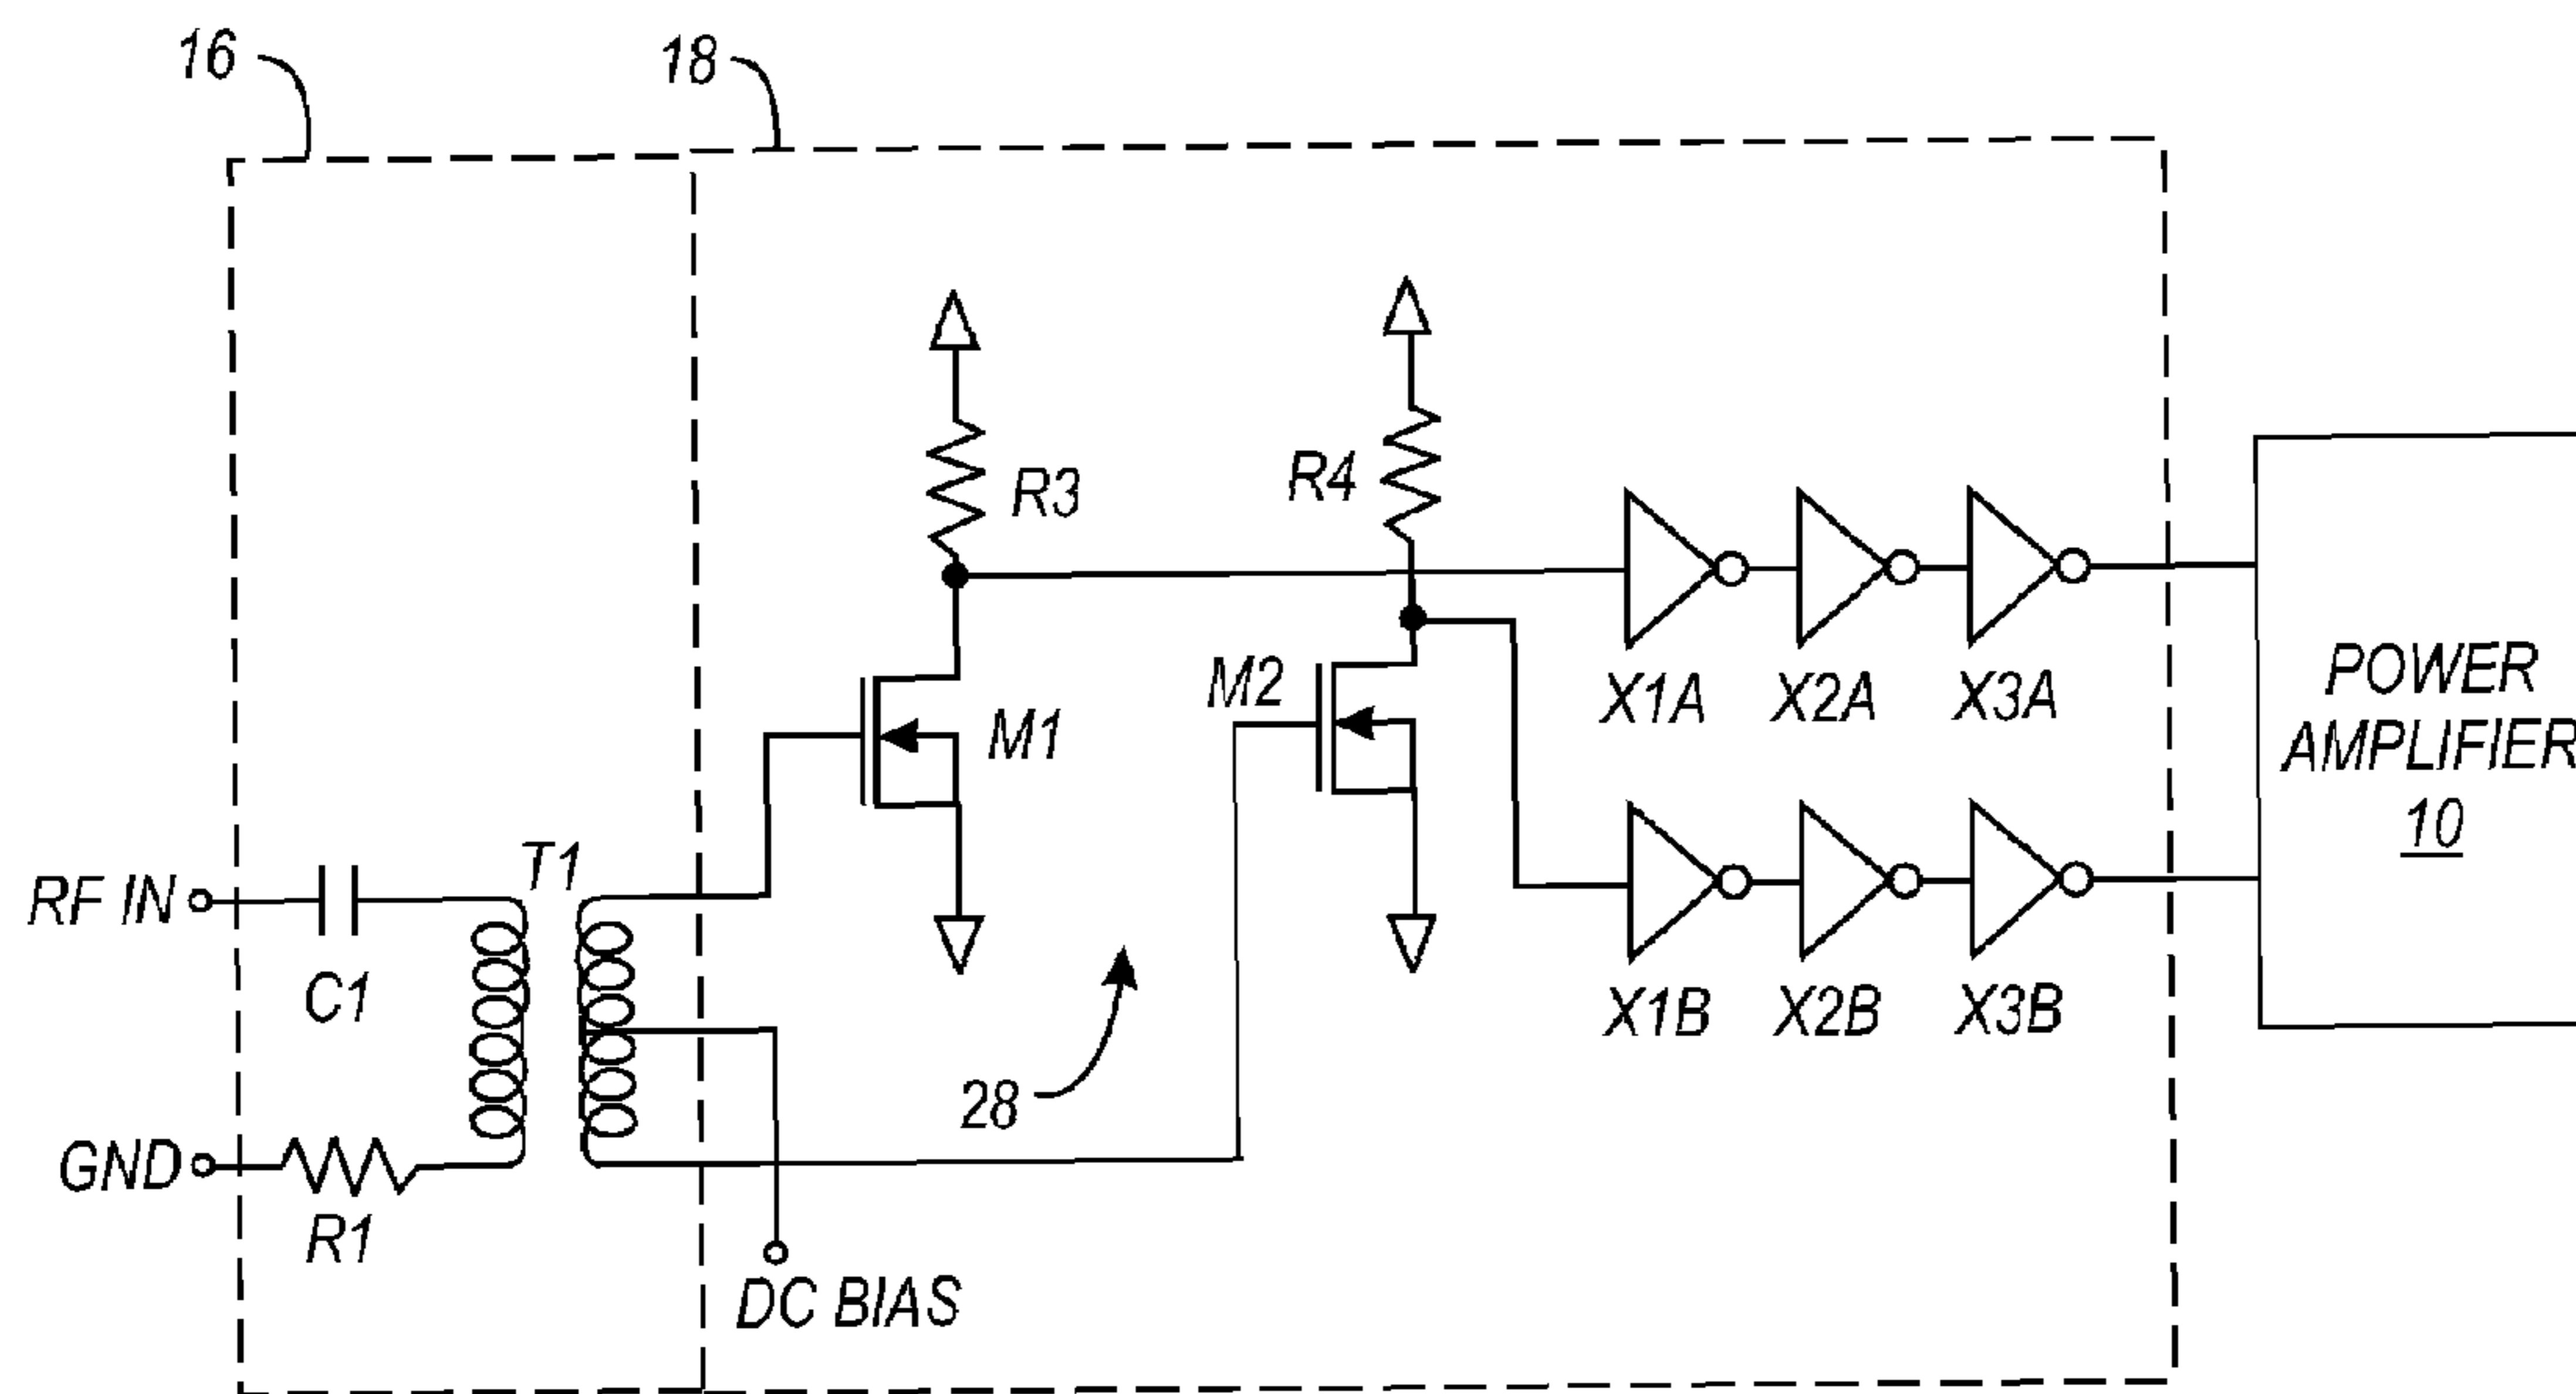 16
18
R3
R4
M1
M2
X1A
X2A
X3A
POWER
AMPLIFIER
10
RF IN
C1
T1
X1B
X2B
X3B
28
GND
R1
DC BIAS